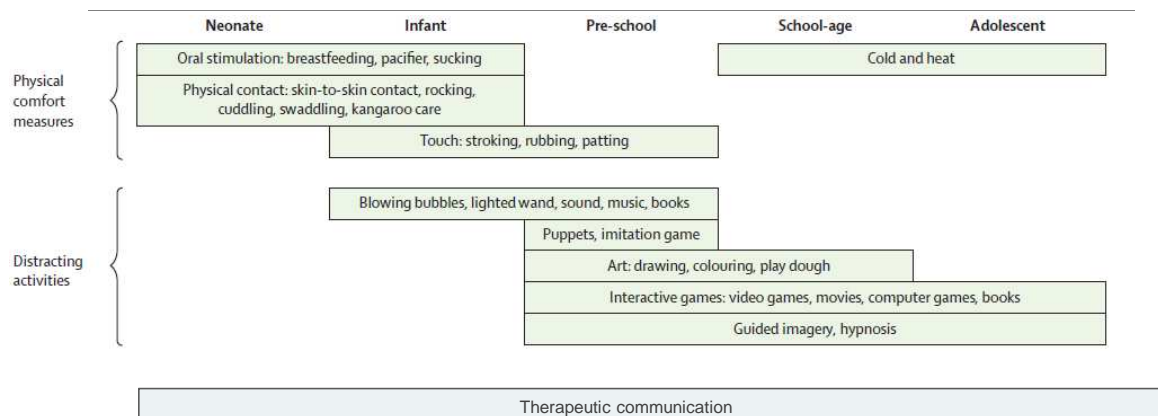 Neonate Infant Pre-school School-age Adolescent
Physical
comfort
measures
Oral stimulation: breastfeeding, pacifier, sucking
Cold and heat
Physical contact: skin-to-skin contact, rocking,
cuddling, swaddling, kangaroo care
Touch: stroking, rubbing, patting
Distracting
activities
Blowing bubbles, lighted wand, sound, music, books
Puppets, imitation game
Art: drawing, colouring, play dough
Interactive games: video games, movies, computer games, books
Guided imagery, hypnosis
Therapeutic communication